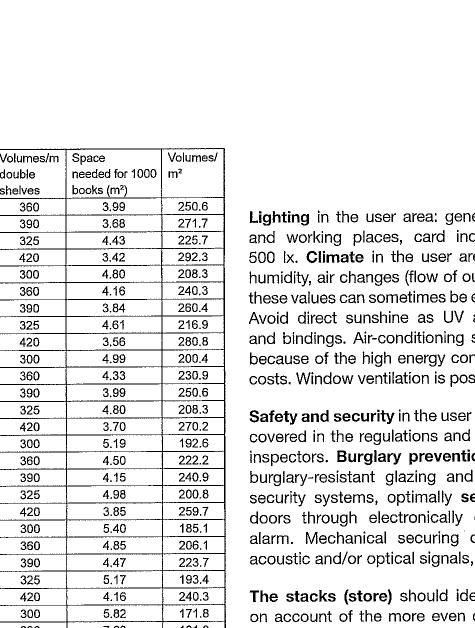 Volumes/m Space Volumes/
double needed for 1000 m²
shelves books (m²)
360 3.99 250.6
390 3.68 271.7
325 4.43 225.7
420 3.42 292.3
300 4.80 208.3
360 4.16 240.3
390 3.84 260.4
325 4.61 216.9
420 3.56 280.8
300 4.99 200.4
360 4.33 230.9
390 3.99 250.6
325 4.80 208.3
420 3.70 270.2
300 5.19 192.6
360 4.50 222.2
390 4.15 240.9
325 4.98 200.8
420 3.85 259.7
300 5.40 185.1
360 4.85 206.1
390 4.47 223.7
325 5.17 193.4
420 4.16 240.3
300 5.82 171.8
Lighting in the user area: gene
and working places, card inc
500 lx. Climate in the user are
humidity, air changes (flow of ou
these values can sometimes be e
Avoid direct sunshine as UV a
and bindings. Air-conditioning s
because of the high energy con
costs. Window ventilation is pos
Safety and security in the user
covered in the regulations and
inspectors. Burglary preventio
burglary-resistant glazing and
security systems, optimally se
doors through electronically
alarm. Mechanical securing o
acoustic and/or optical signals,
The stacks (store) should ide
on account of the more even